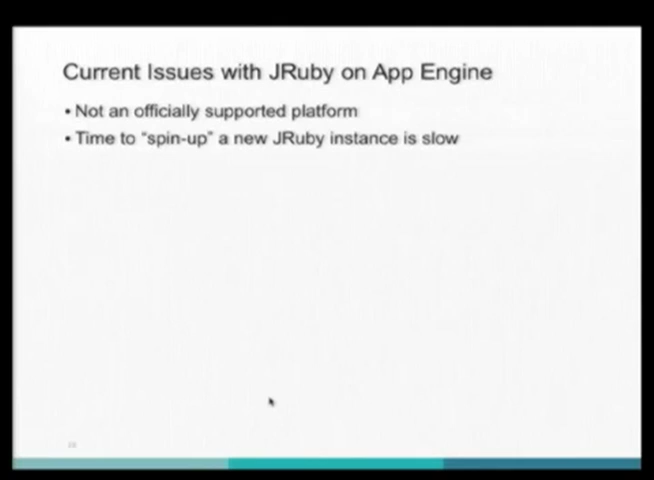 Current Issues with JRuby on App Engine
• Not an officially supported platform
• Time to “spin-up” a new JRuby instance is slow